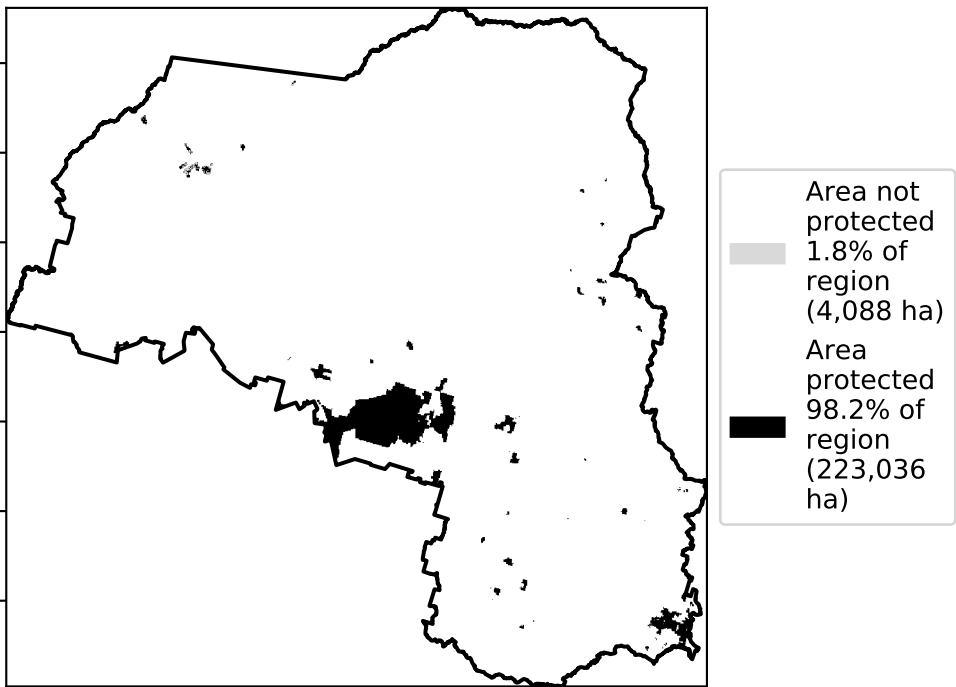 Area not
protected
1.8% of
region
(4,088 ha)
Area
protected
98.2% of
region
(223,036
ha)